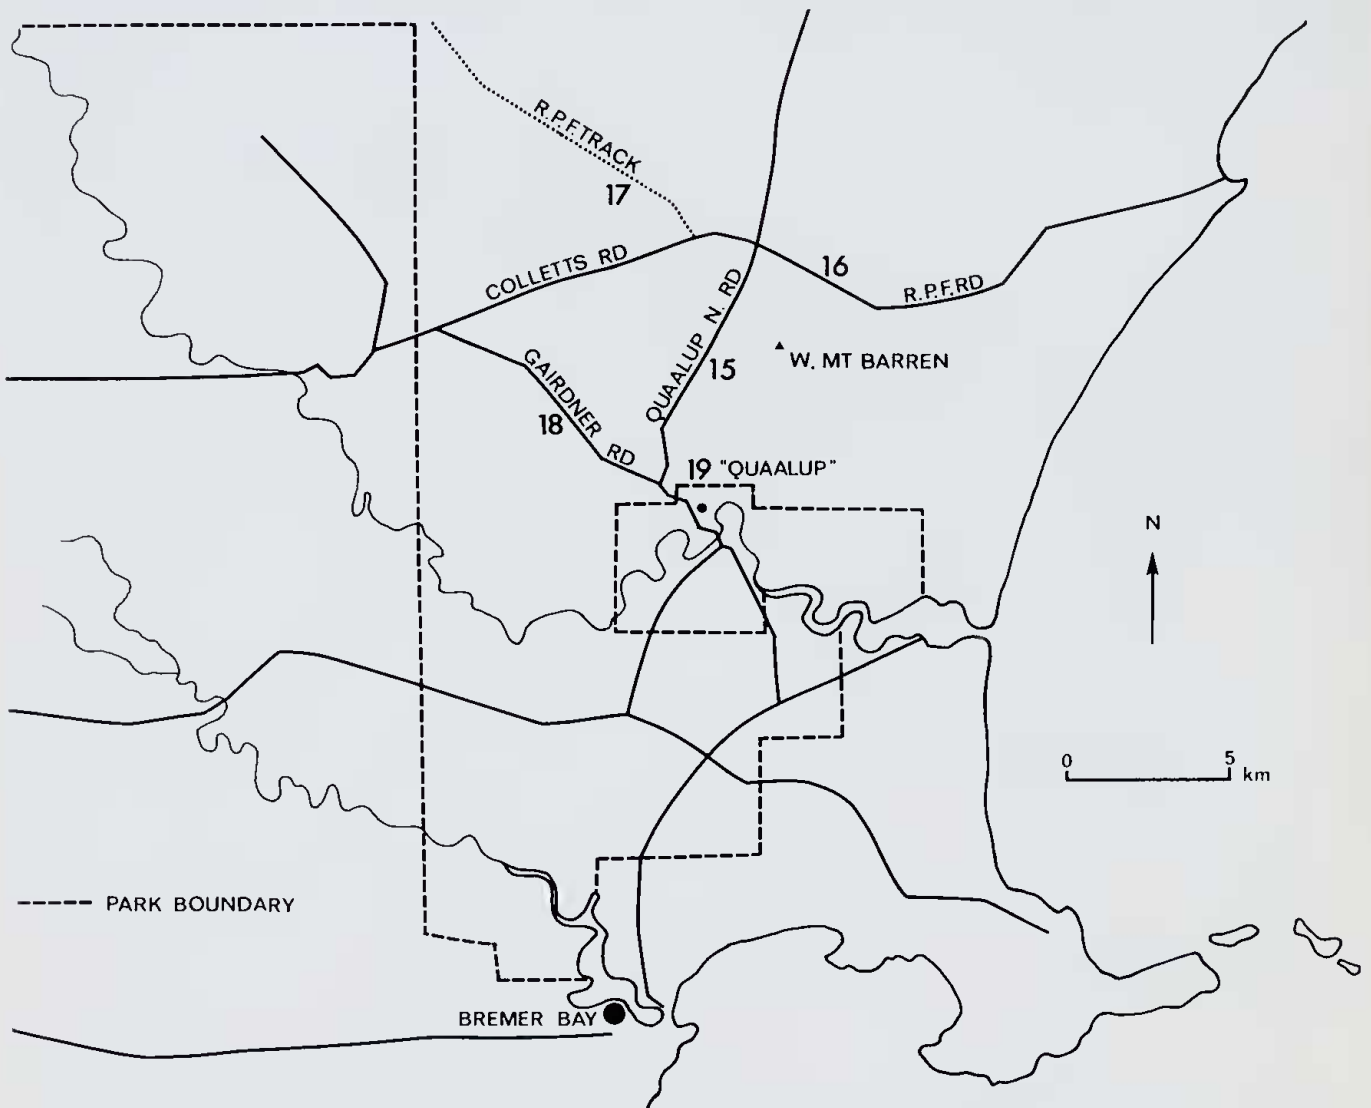 R.P.F. TRACK
17
COLLETTS RD
16
R.P.F. RD
QUAALUP N. RD
15
W. MT BARREN
GAIRDNER RD
18
19 "QUAALUP"
N
0 5 km
PARK BOUNDARY
BREMER BAY